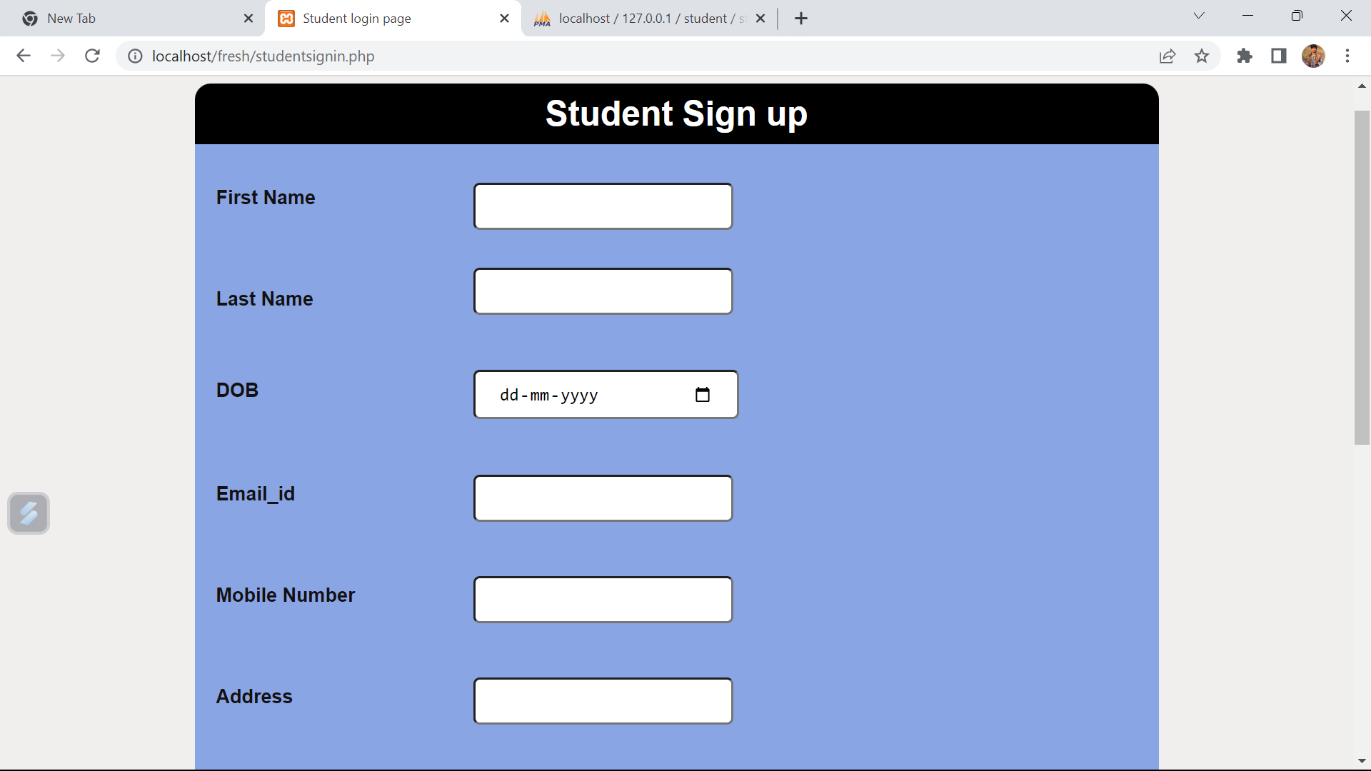 New Tab
Student login page
localhost / 127.0.0.1 / student / s
PMA
localhost/fresh/studentsignin.php
Student Sign up
First Name
Last Name
DOB
dd-mm-yyyy
Email_id
Mobile Number
Address